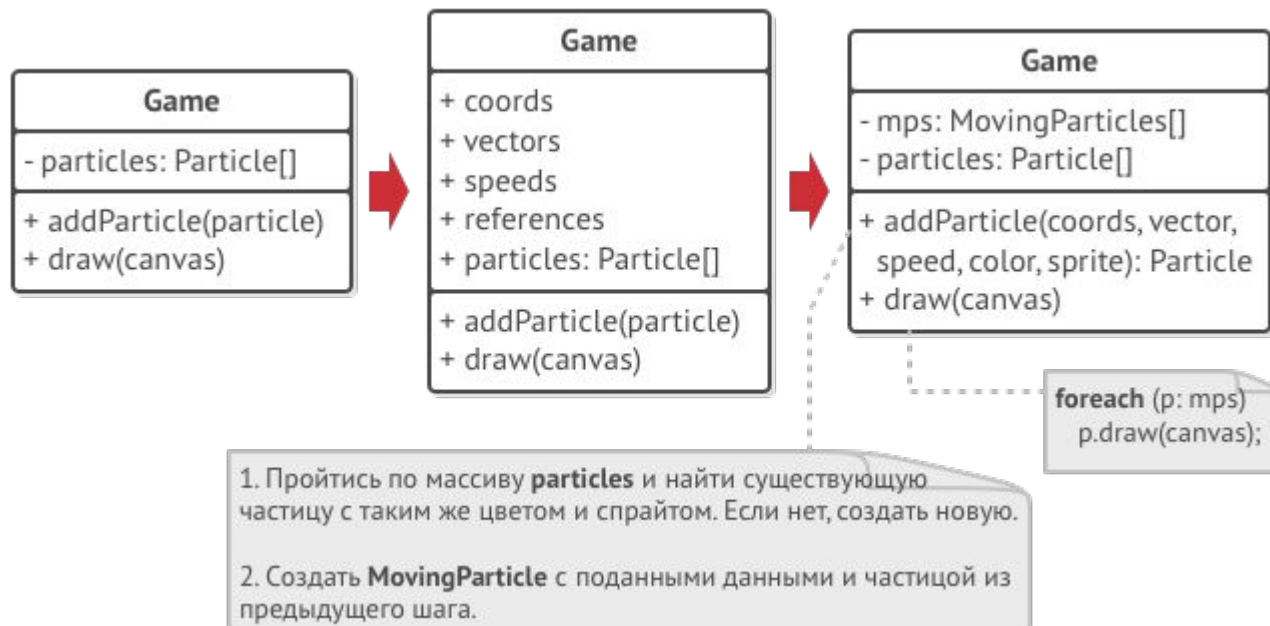 Game
- particles: Particle[]
+ addParticle(particle)
+ draw(canvas)
Game
+ coords
+ vectors
+ speeds
+ references
+ particles: Particle[]
+ addParticle(particle)
+ draw(canvas)
Game
- mps: MovingParticles[]
- particles: Particle[]
+ addParticle(coords, vector,
speed, color, sprite): Particle
+ draw(canvas)
foreach (p: mps)
p.draw(canvas);
1. Пройтись по массиву particles и найти существующую
частицу с таким же цветом и спрайтом. Если нет, создать новую.
2. Создать MovingParticle с поданными данными и частицой из
предыдущего шага.